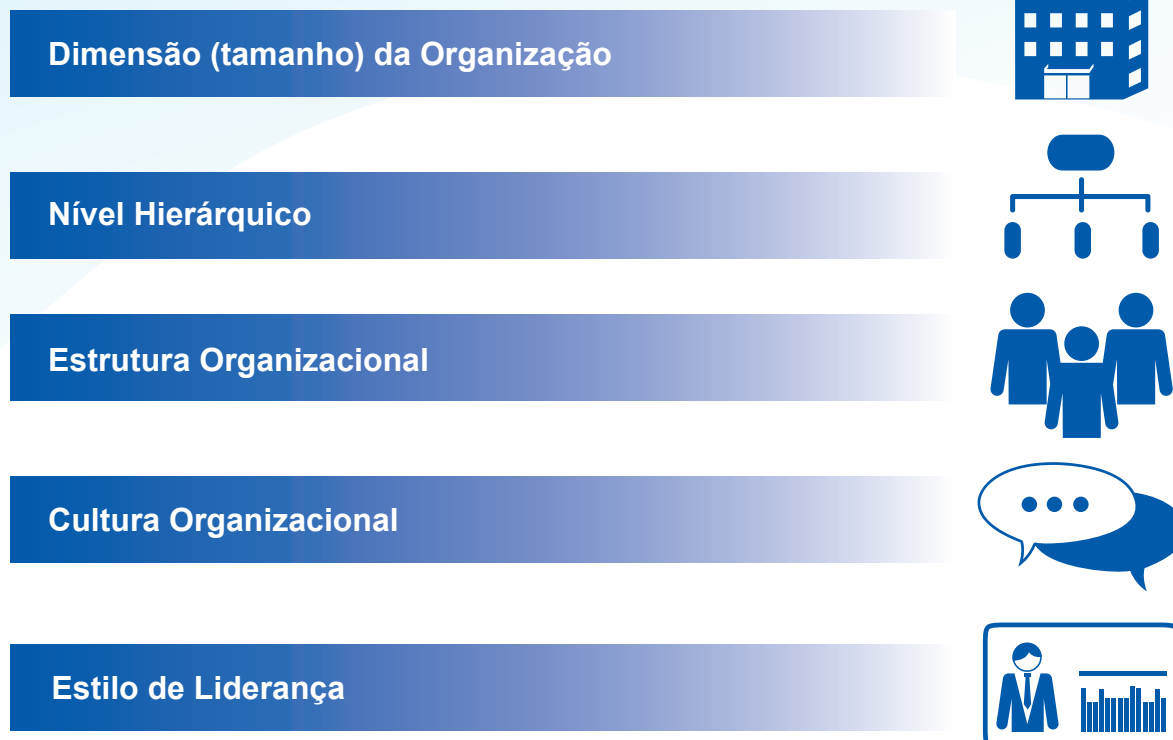 Dimensão (tamanho) da Organização
Nível Hierárquico
Estrutura Organizacional
Cultura Organizacional
Estilo de Liderança